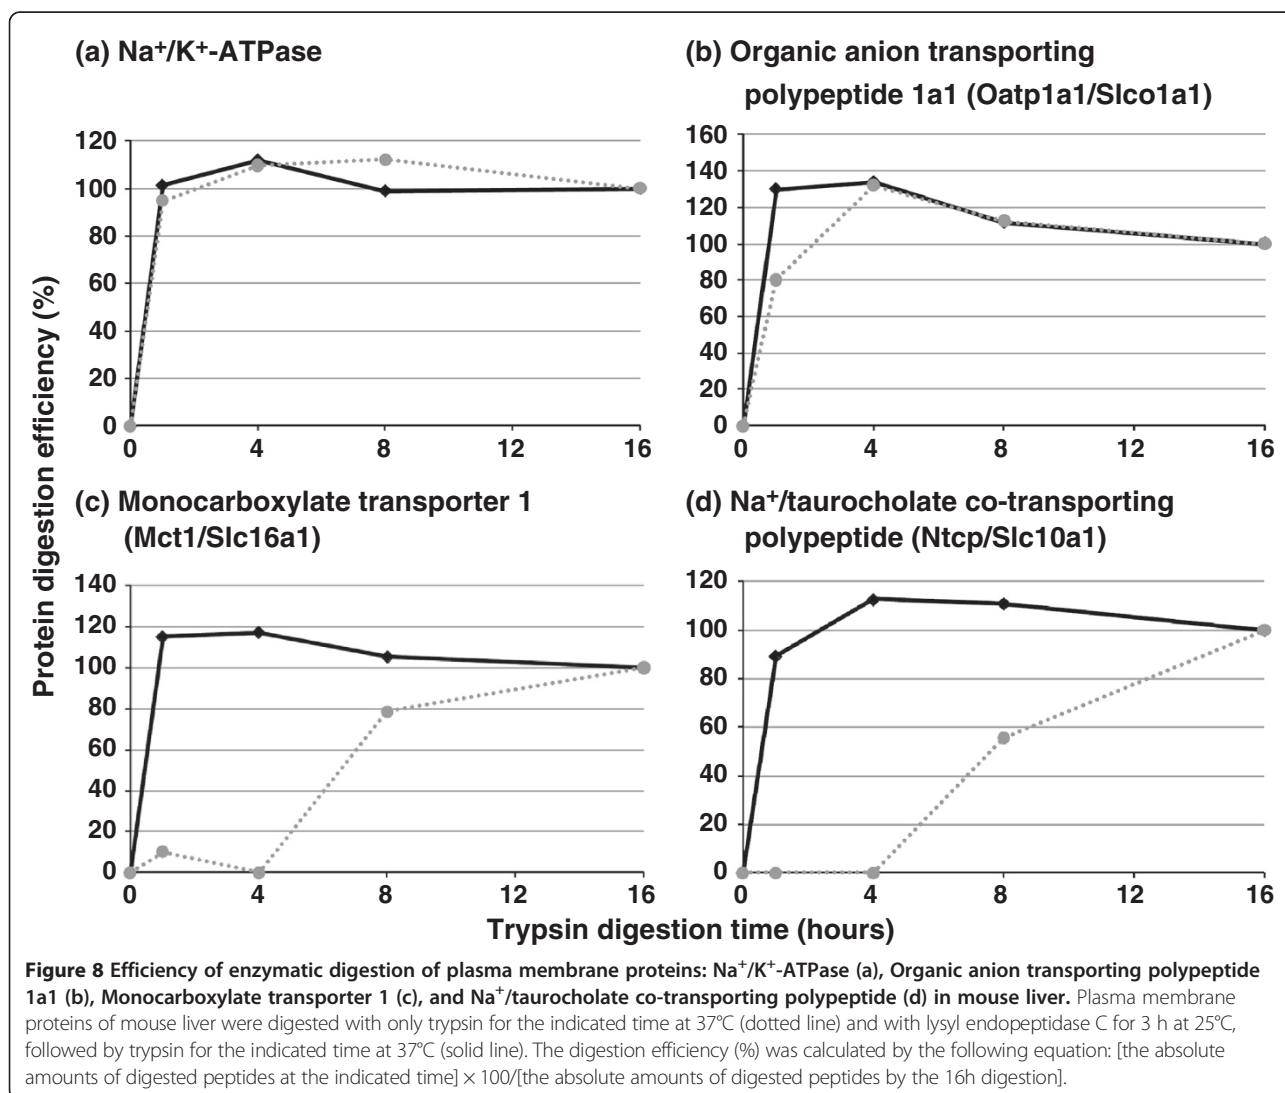 (a) Na+/K+-ATPase
120
100
80
60
40
20
0
0 4 8 12 16
(b) Organic anion transporting
polypeptide 1a1 (Oatp1a1/Slco1a1)
160
140
120
100
80
60
40
20
0
0 4 8 12 16
Protein digestion efficiency (%)
(c) Monocarboxylate transporter 1
(Mct1/Slc16a1)
140
120
100
80
60
40
20
0
0 4 8 12 16
(d) Na+/taurocholate co-transporting
polypeptide (Ntcp/Slc10a1)
120
100
80
60
40
20
0
0 4 8 12 16
Trypsin digestion time (hours)
Figure 8 Efficiency of enzymatic digestion of plasma membrane proteins: Na+/K+-ATPase (a), Organic anion transporting polypeptide
1a1 (b), Monocarboxylate transporter 1 (c), and Na+/taurocholate co-transporting polypeptide (d) in mouse liver. Plasma membrane
proteins of mouse liver were digested with only trypsin for the indicated time at 37°C (dotted line) and with lysyl endopeptidase C for 3 h at 25°C,
followed by trypsin for the indicated time at 37°C (solid line). The digestion efficiency (%) was calculated by the following equation: [the absolute
amounts of digested peptides at the indicated time] × 100/[the absolute amounts of digested peptides by the 16h digestion].